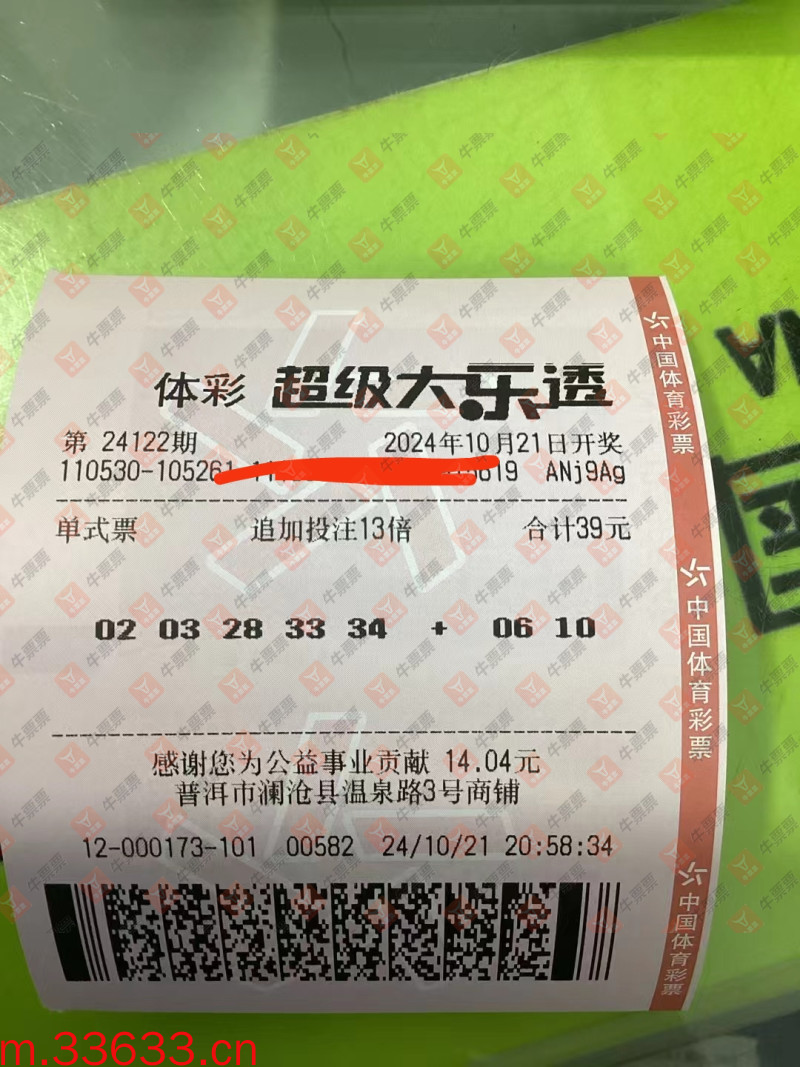 体彩 超级大乐透
第 24122期 2024年10月21日开奖
110530-105261 5619 ANj9Ag
单式票 追加投注13倍 合计39元
02 03 28 33 34 + 06 10
感谢您为公益事业贡献 14.04元
普洱市澜沧县温泉路3号商铺
12-000173-101 00582 24/10/21 20:58:34
中国体育彩票
中国体育彩票
中国体育彩票
牛票票
m.33633.cn